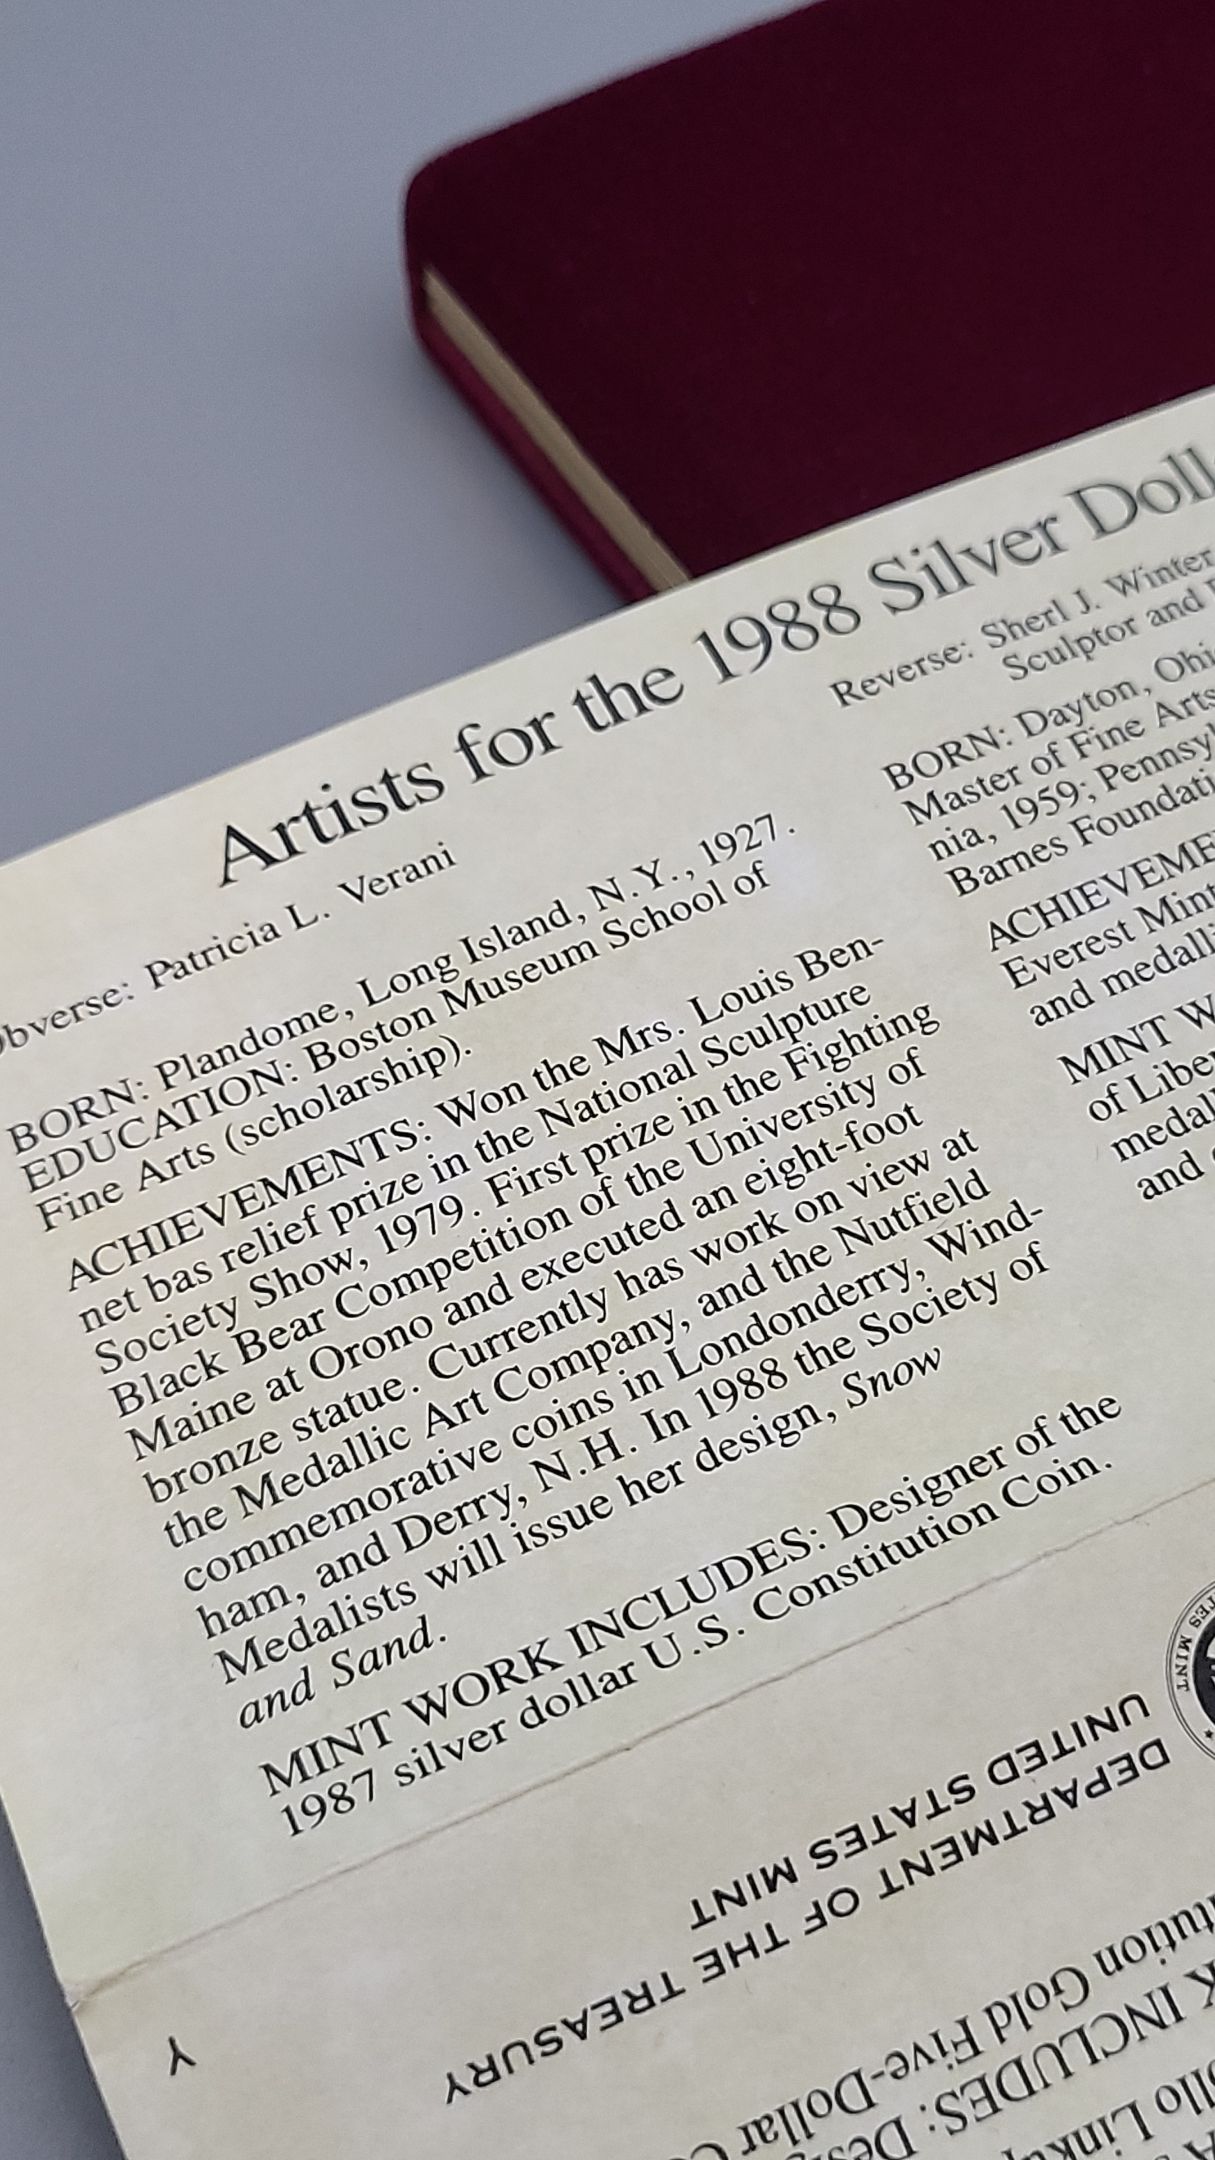 Artists for the 1988 Silver Doll
Obverse: Patricia L. Verani
BORN: Plandome, Long Island, N.Y., 1927.
EDUCATION: Boston Museum School of
Fine Arts (scholarship).
ACHIEVEMENTS: Won the Mrs. Louis Ben-
net bas relief prize in the National Sculpture
Society Show, 1979. First prize in the Fighting
Black Bear Competition of the University of
Maine at Orono and executed an eight-foot
bronze statue. Currently has work on view at
the Medallic Art Company, and the Nutfield
commemorative coins in Londonderry, Wind-
ham, and Derry, N.H. In 1988 the Society of
Medalists will issue her design, Snow
and Sand.
MINT WORK INCLUDES: Designer of the
1987 silver dollar U.S. Constitution Coin.
Reverse: Sherl J. Winter
Sculptor and
BORN: Dayton, Ohi
Master of Fine Arts
nia, 1959; Pennsyl
Barnes Foundati
ACHIEVEME
Everest Mint
and medalli
MINT W
of Liber
medal
and
DEPARTMENT OF THE TREASURY
UNITED STATES MINT
TES MINT
Y
llo Linkup
K INCLUDES: Des
tution Gold Five-Dollar C